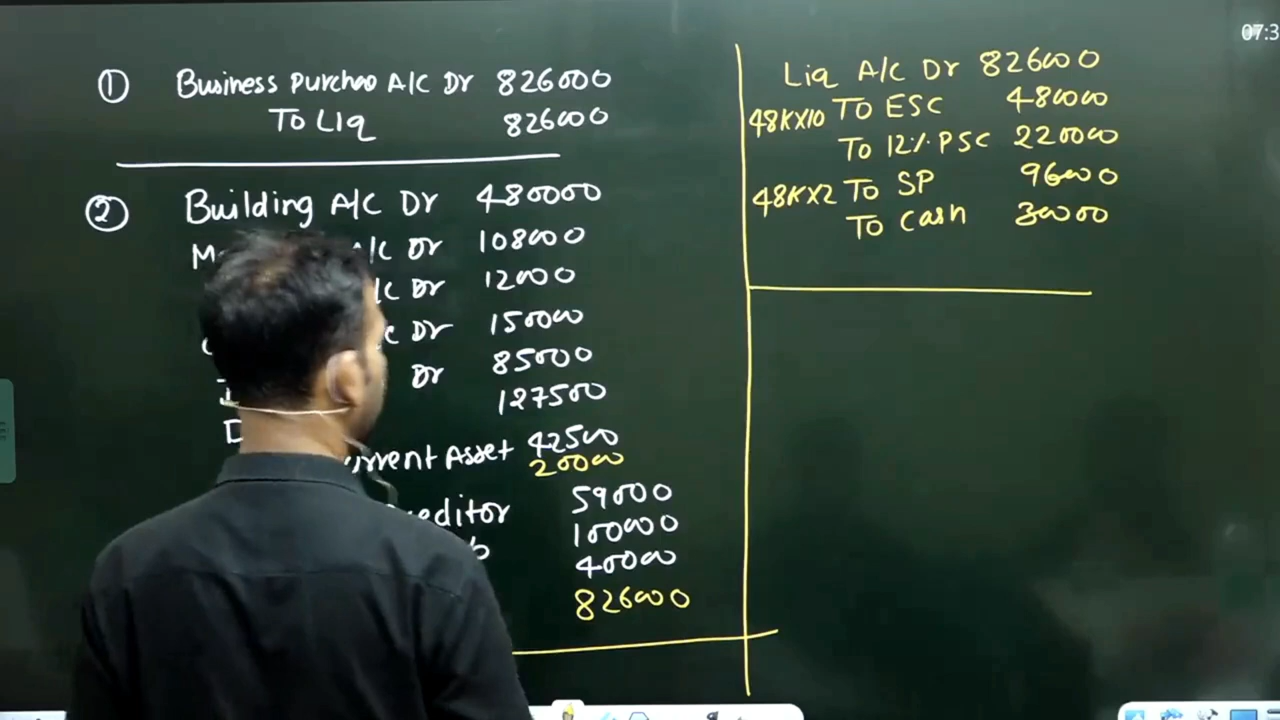 ① Business Purchao A/C Dr 826000
To Liq 826000
② Building A/C Dr 480000
M /C Dr 108000
/C Dr 12000
C /C Dr 150000
I Dr 85000
D 127500
urrent Asset 42500
20000
editor 59000
100000
40000
826000
Liq A/C Dr 826000
48K×10 To ESC 480000
To 12% PSC 220000
48K×2 To SP 96000
To Cash 30000
07:3